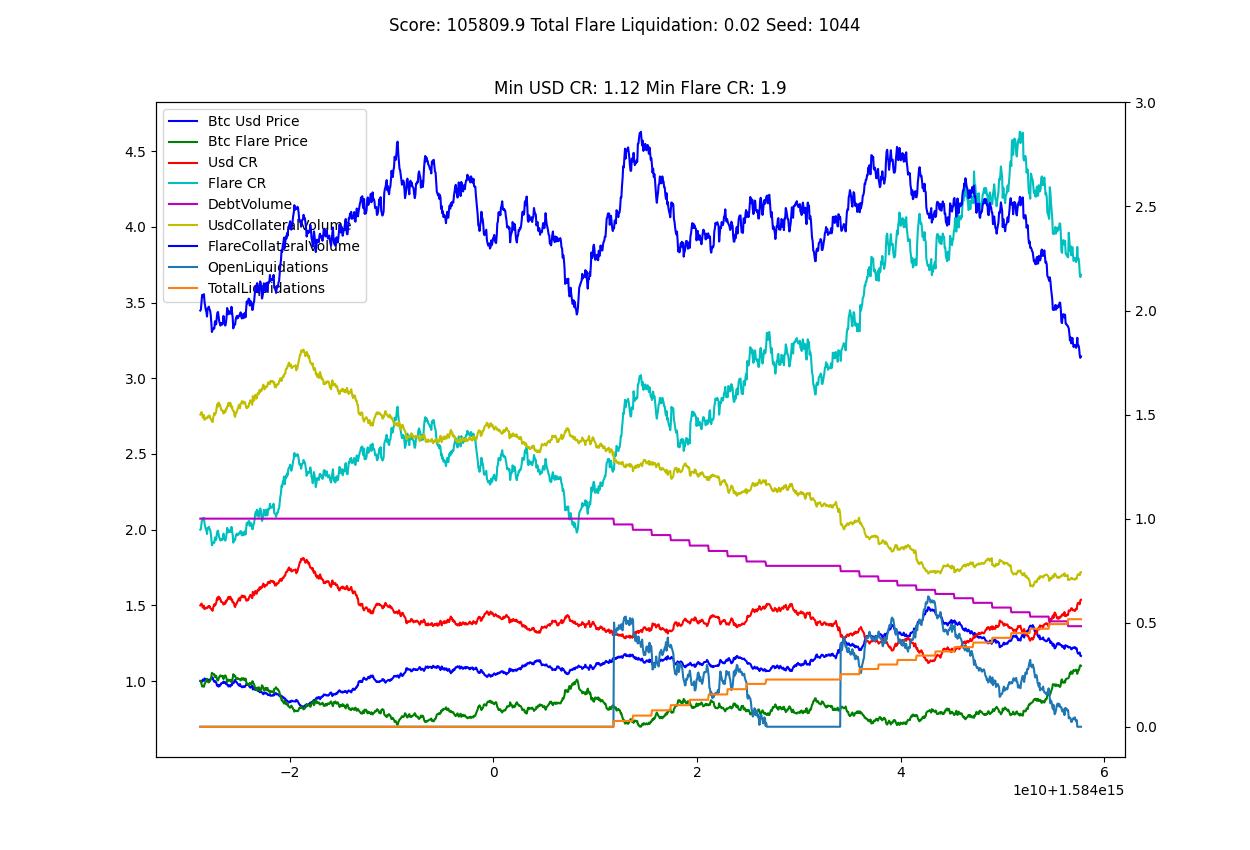 Score: 105809.9 Total Flare Liquidation: 0.02 Seed: 1044
Min USD CR: 1.12 Min Flare CR: 1.9
Btc Usd Price
Btc Flare Price
Usd CR
Flare CR
DebtVolume
UsdCollateralVolume
FlareCollateralVolume
OpenLiquidations
TotalLiquidations
4.5
4.0
3.5
3.0
2.5
2.0
1.5
1.0
3.0
2.5
2.0
1.5
1.0
0.5
0.0
−2
0
2
4
6
1e10+1.584e15